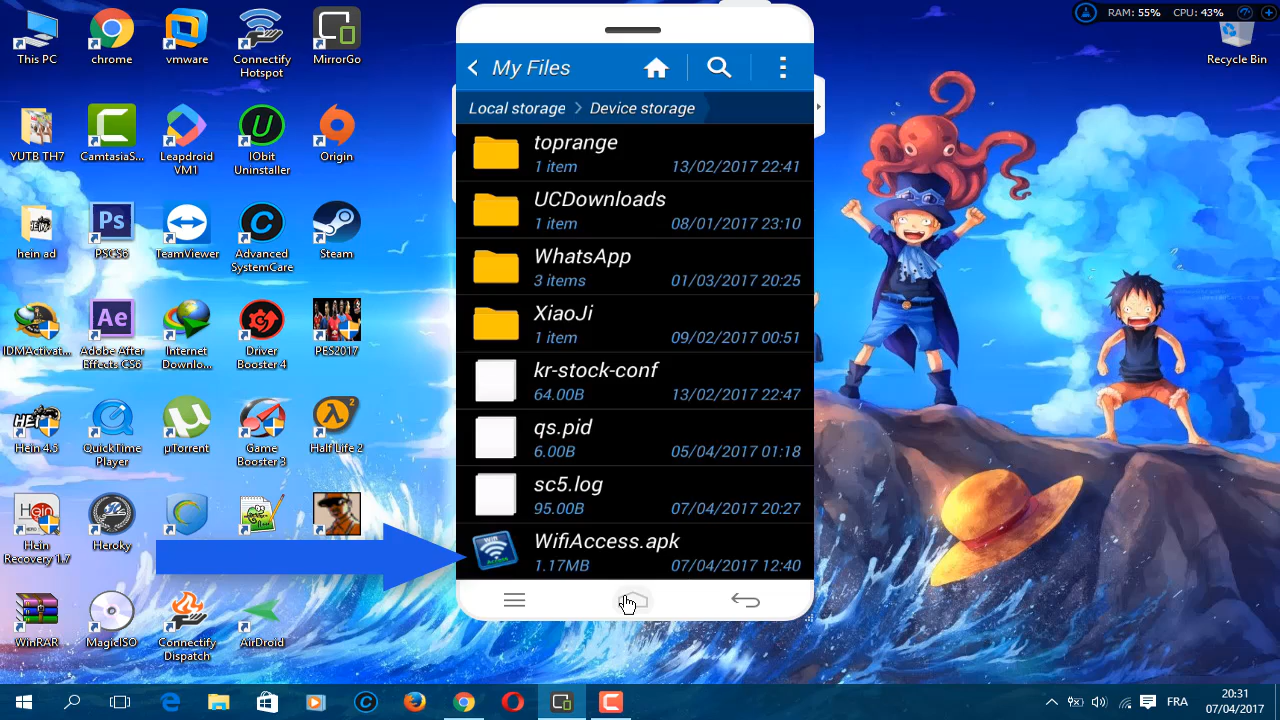 This PC
chrome
vmware
Connectify
Hotspot
MirrorGo
YUTB TH7
CamtasiaS...
Leapdroid
VM1
IObit
Uninstaller
Origin
hein ad
PSCS6
TeamViewer
Advanced
SystemCare
Steam
IDMActivat...
Adobe After
Effects CS6
Internet
Downlo...
Driver
Booster 4
PES2017
Hein 4.5
QuickTime
Player
µTorrent
Game
Booster 3
Half Life 2
Hein
Recovery 1.7
Heroky
WinRAR
MagicISO
Connectify
Dispatch
AirDroid
My Files
Local storage
Device storage
toprange
1 item
13/02/2017 22:41
UCDownloads
1 item
08/01/2017 23:10
WhatsApp
3 items
01/03/2017 20:25
XiaoJi
1 item
09/02/2017 00:51
kr-stock-conf
64.00B
13/02/2017 22:47
qs.pid
6.00B
05/04/2017 01:18
sc5.log
95.00B
07/04/2017 20:27
WifiAccess.apk
1.17MB
07/04/2017 12:40
RAM: 55%
CPU: 43%
Recycle Bin
FRA
20:31
07/04/2017